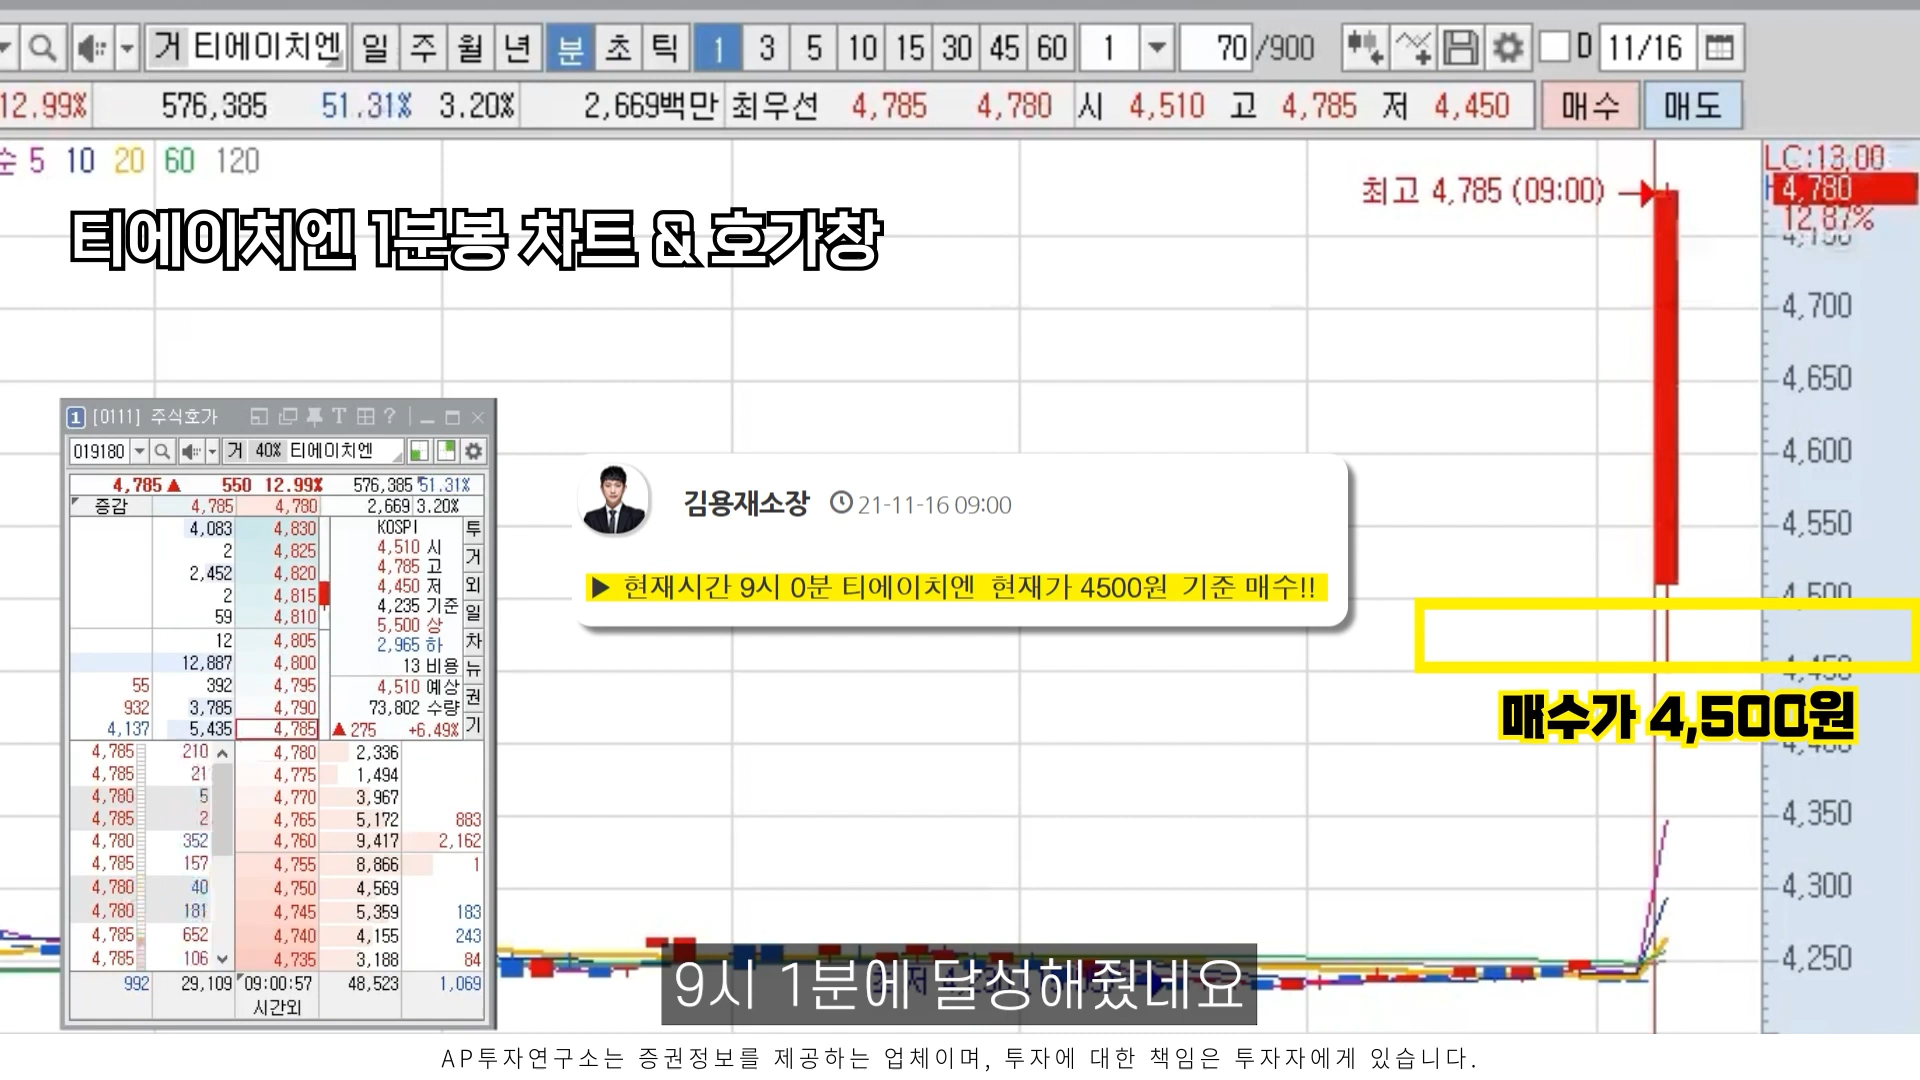 거 티에이치엔 일 주 월 년 분 초 틱 1 3 5 10 15 30 45 60 1 70 /900 D 11/16
12.99% 576,385 51.31% 3.20% 2,669백만 최우선 4,785 4,780 시 4,510 고 4,785 저 4,450 매수 매도
순 5 10 20 60 120
최고 4,785 (09:00)
LC:13.00
4,780
12.87%
4,700
4,650
4,600
4,550
4,500
4,450
4,350
4,300
4,250
티에이치엔 1분봉 차트 & 호가창
1 [0111] 주식호가 T ?
019180 거 40% 티에이치엔
4,785 ▲ 550 12.99% 576,385 51.31%
증감 4,785 4,780 2,669 3.20%
4,083 4,830 KOSPI 투
2 4,825 4,510 시
2,452 4,820 4,785 고 거
2 4,815 4,450 저 외
59 4,810 4,235 기준 일
12 4,805 5,500 상
12,887 4,800 2,965 하 차
55 392 4,795 13 비용 뉴
932 3,785 4,790 4,510 예상 권
4,137 5,435 4,785 73,802 수량 기
▲ 275 +6.49%
4,785 210 4,780 2,336
4,785 21 4,775 1,494
4,780 5 4,770 3,967
4,785 2 4,765 5,172 883
4,780 352 4,760 9,417 2,162
4,785 157 4,755 8,866 1
4,780 40 4,750 4,569
4,780 181 4,745 5,359 183
4,785 652 4,740 4,155 243
4,785 106 4,735 3,188 84
992 29,109 09:00:57 48,523 1,069
시간외
김용재소장 21-11-16 09:00
▶ 현재시간 9시 0분 티에이치엔 현재가 4500원 기준 매수!!
매수가 4,500원
9시 1분에 달성해줬네요
AP투자연구소는 증권정보를 제공하는 업체이며, 투자에 대한 책임은 투자자에게 있습니다.